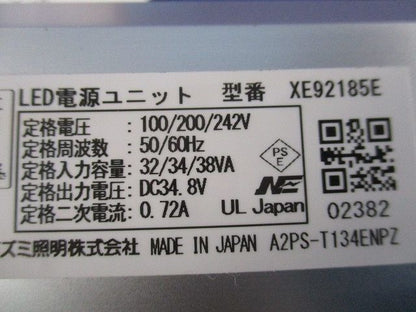 LED電源ユニット 型番 XE92185E
定格電圧 : 100/200/242V
定格周波数 : 50/60Hz
定格入力容量 : 32/34/38VA
定格出力電圧 : DC34.8V
定格二次電流 : 0.72A
PS
E
UL Japan
02382
ズミ照明株式会社 MADE IN JAPAN A2PS-T134ENPZ